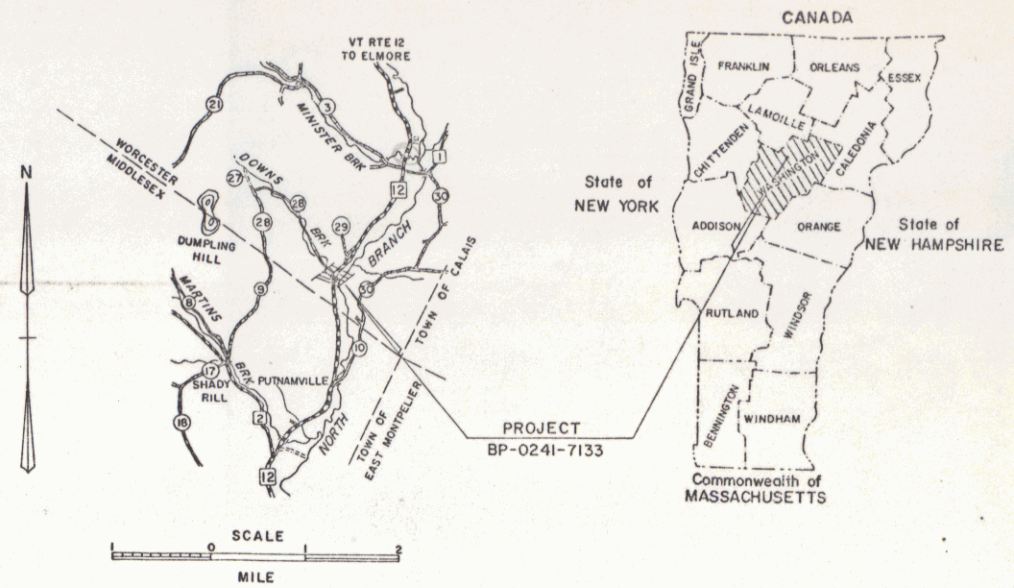 CANADA
VT RTE 12
TO ELMORE
GRAND ISLE
FRANKLIN
ORLEANS
ESSEX
LAMOILLE
CHITTENDEN
CALEDONIA
WASHINGTON
State of
NEW YORK
ADDISON
ORANGE
State of
NEW HAMPSHIRE
RUTLAND
WINDSOR
BENNINGTON
WINDHAM
Commonwealth of
MASSACHUSETTS
N
21
3
MINISTER BRK
1
12
30
WORCESTER
MIDDLESEX
27
DOWNS
BRK
28
28
29
BRANCH
DUMPLING
HILL
30
TOWN OF CALAIS
MARTINS
BRK
8
9
10
17
SHADY
RILL
PUTNAMVILLE
18
2
NORTH
TOWN OF
EAST MONTPELIER
12
PROJECT
BP-0241-7133
SCALE
1 0 1 2
MILE